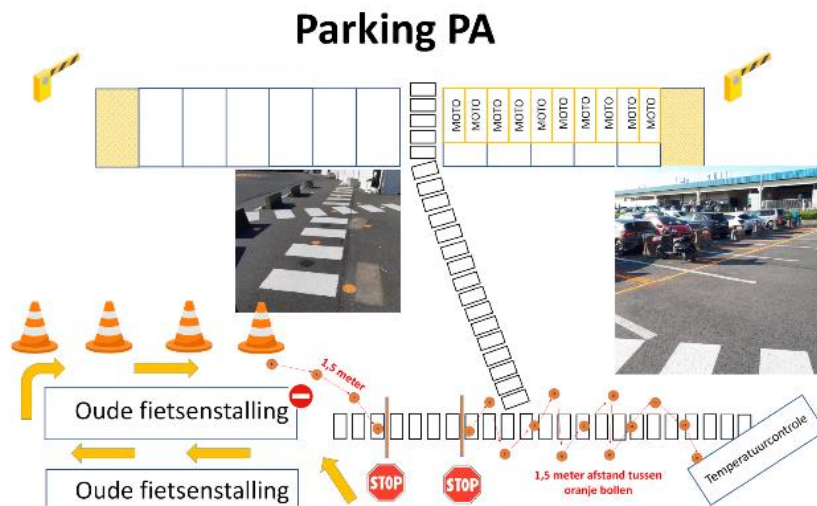 Parking PA
MOTO
MOTO
MOTO
MOTO
MOTO
MOTO
MOTO
MOTO
MOTO
MOTO
1,5 meter
Oude fietsenstalling
Oude fietsenstalling
STOP
STOP
1,5 meter afstand tussen
oranje bollen
Temperatuurcontrole